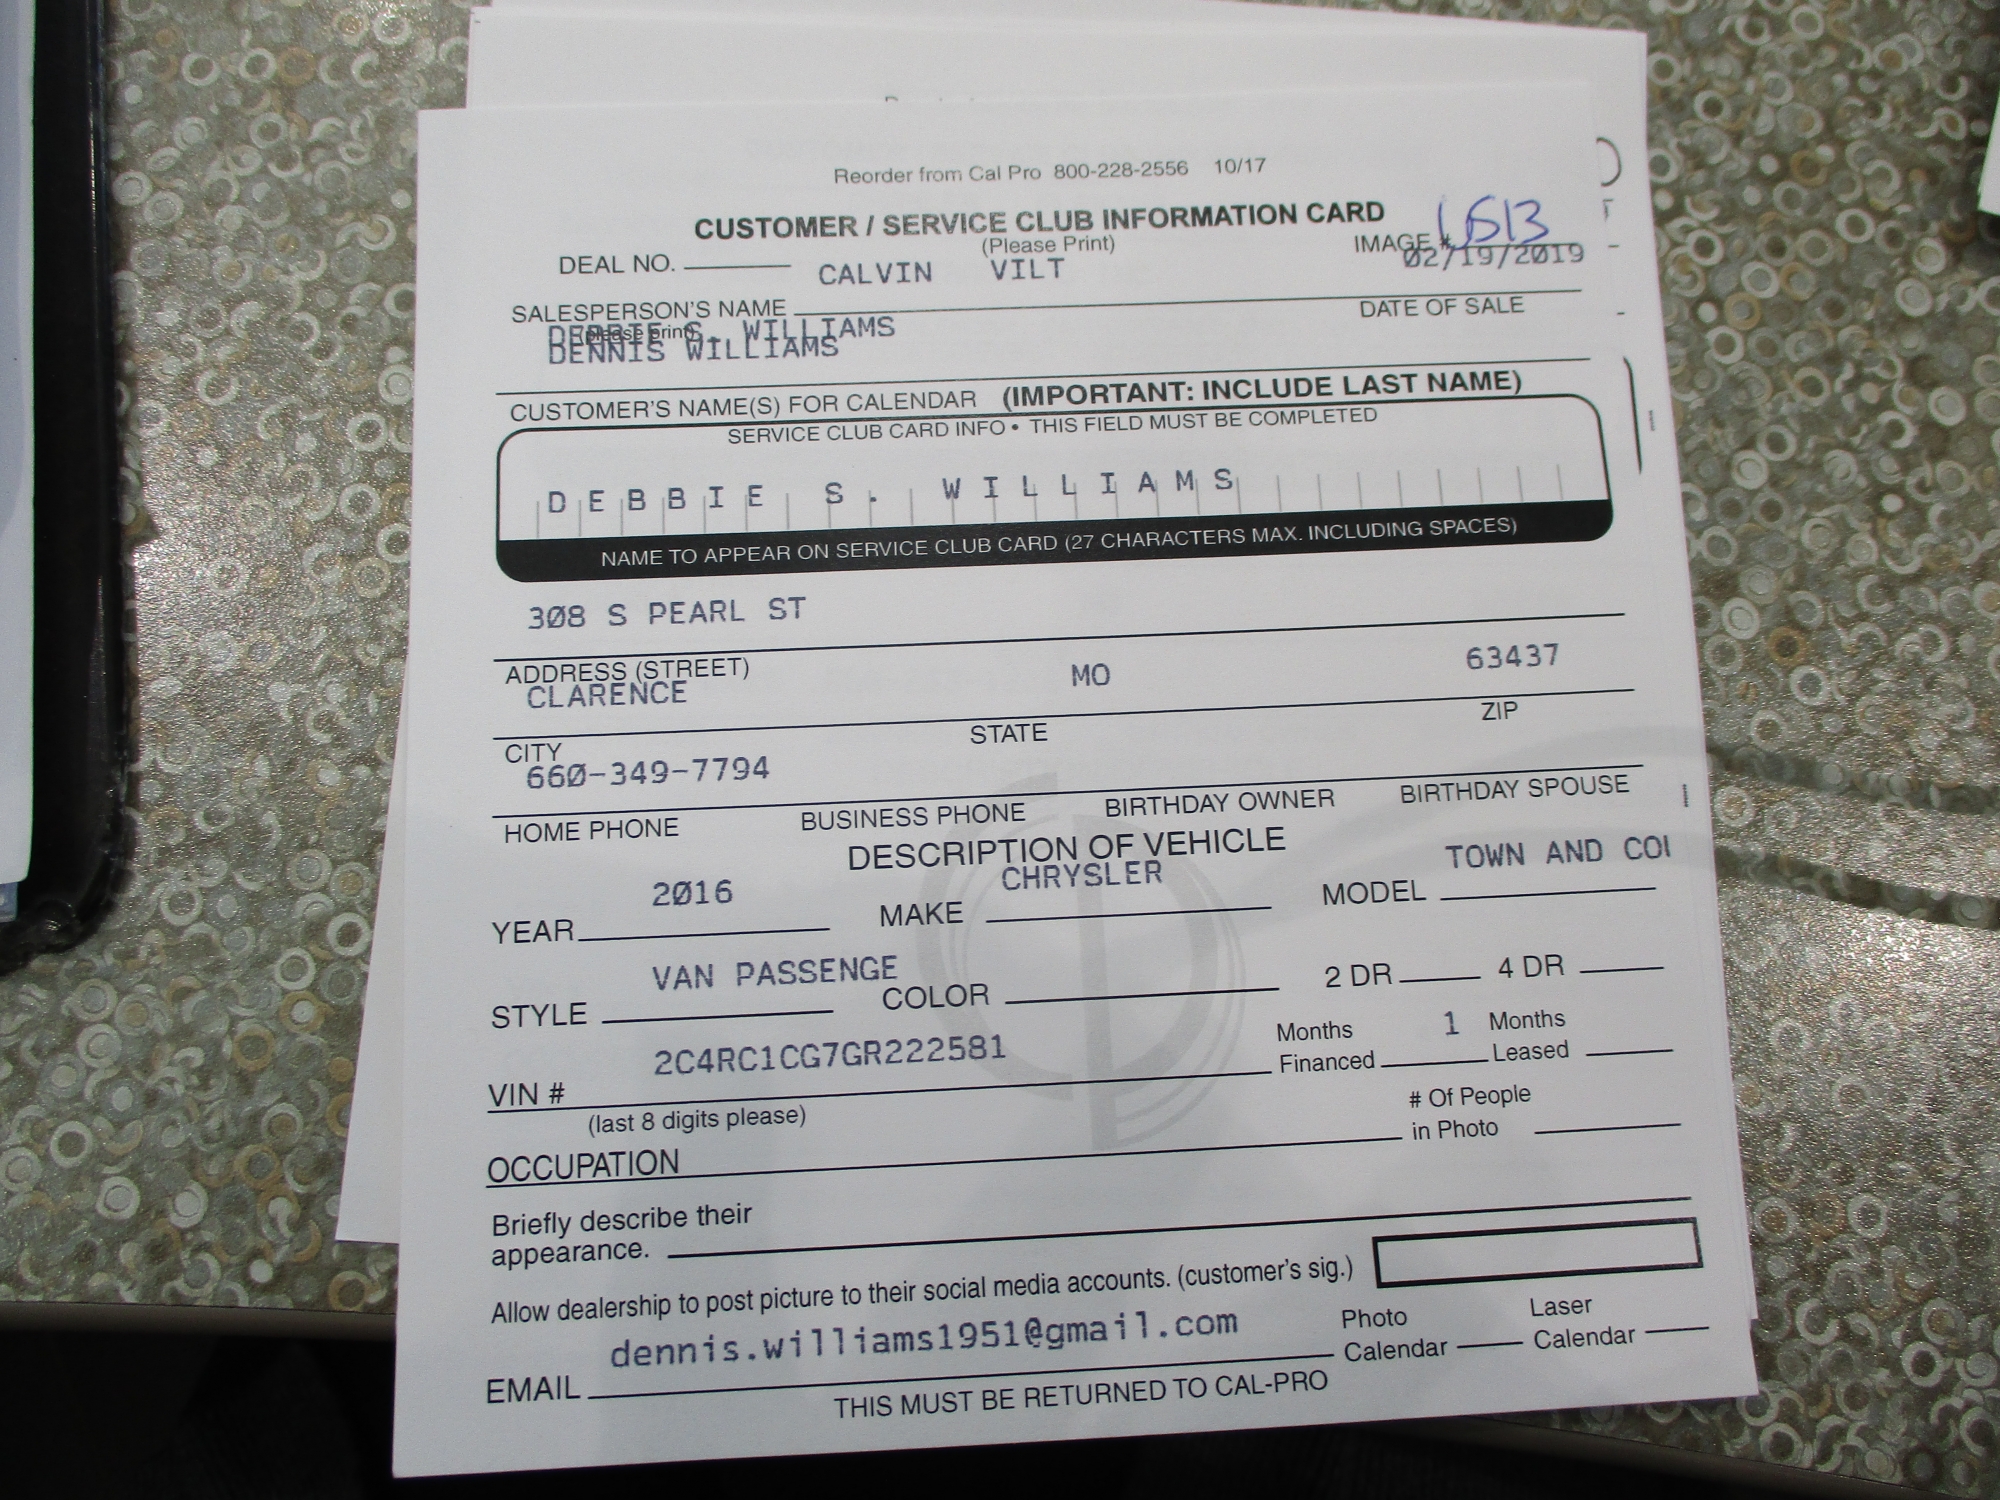 Reorder from Cal Pro 800-228-2556 10/17
CUSTOMER / SERVICE CLUB INFORMATION CARD
(Please Print)
IMAGE #
DEAL NO.
CALVIN VILT
02/19/2019
SALESPERSON'S NAME
DATE OF SALE
(please print)
DEBBIE S. WILLIAMS
DENNIS WILLIAMS
CUSTOMER'S NAME(S) FOR CALENDAR (IMPORTANT: INCLUDE LAST NAME)
SERVICE CLUB CARD INFO • THIS FIELD MUST BE COMPLETED
DEBBIE S. WILLIAMS
NAME TO APPEAR ON SERVICE CLUB CARD (27 CHARACTERS MAX. INCLUDING SPACES)
308 S PEARL ST
ADDRESS (STREET)
CLARENCE MO 63437
CITY STATE ZIP
660-349-7794
HOME PHONE BUSINESS PHONE BIRTHDAY OWNER BIRTHDAY SPOUSE
DESCRIPTION OF VEHICLE
2016 CHRYSLER TOWN AND
YEAR MAKE MODEL
VAN PASSENGE
STYLE COLOR 2 DR 4 DR
2C4RC1CG7GR222581 Months 1 Months
VIN # Financed Leased
(last 8 digits please) # Of People
OCCUPATION in Photo
Briefly describe their
appearance.
Allow dealership to post picture to their social media accounts. (customer's sig.)
dennis.williams1951@gmail.com Photo Laser
EMAIL Calendar Calendar
THIS MUST BE RETURNED TO CAL-PRO